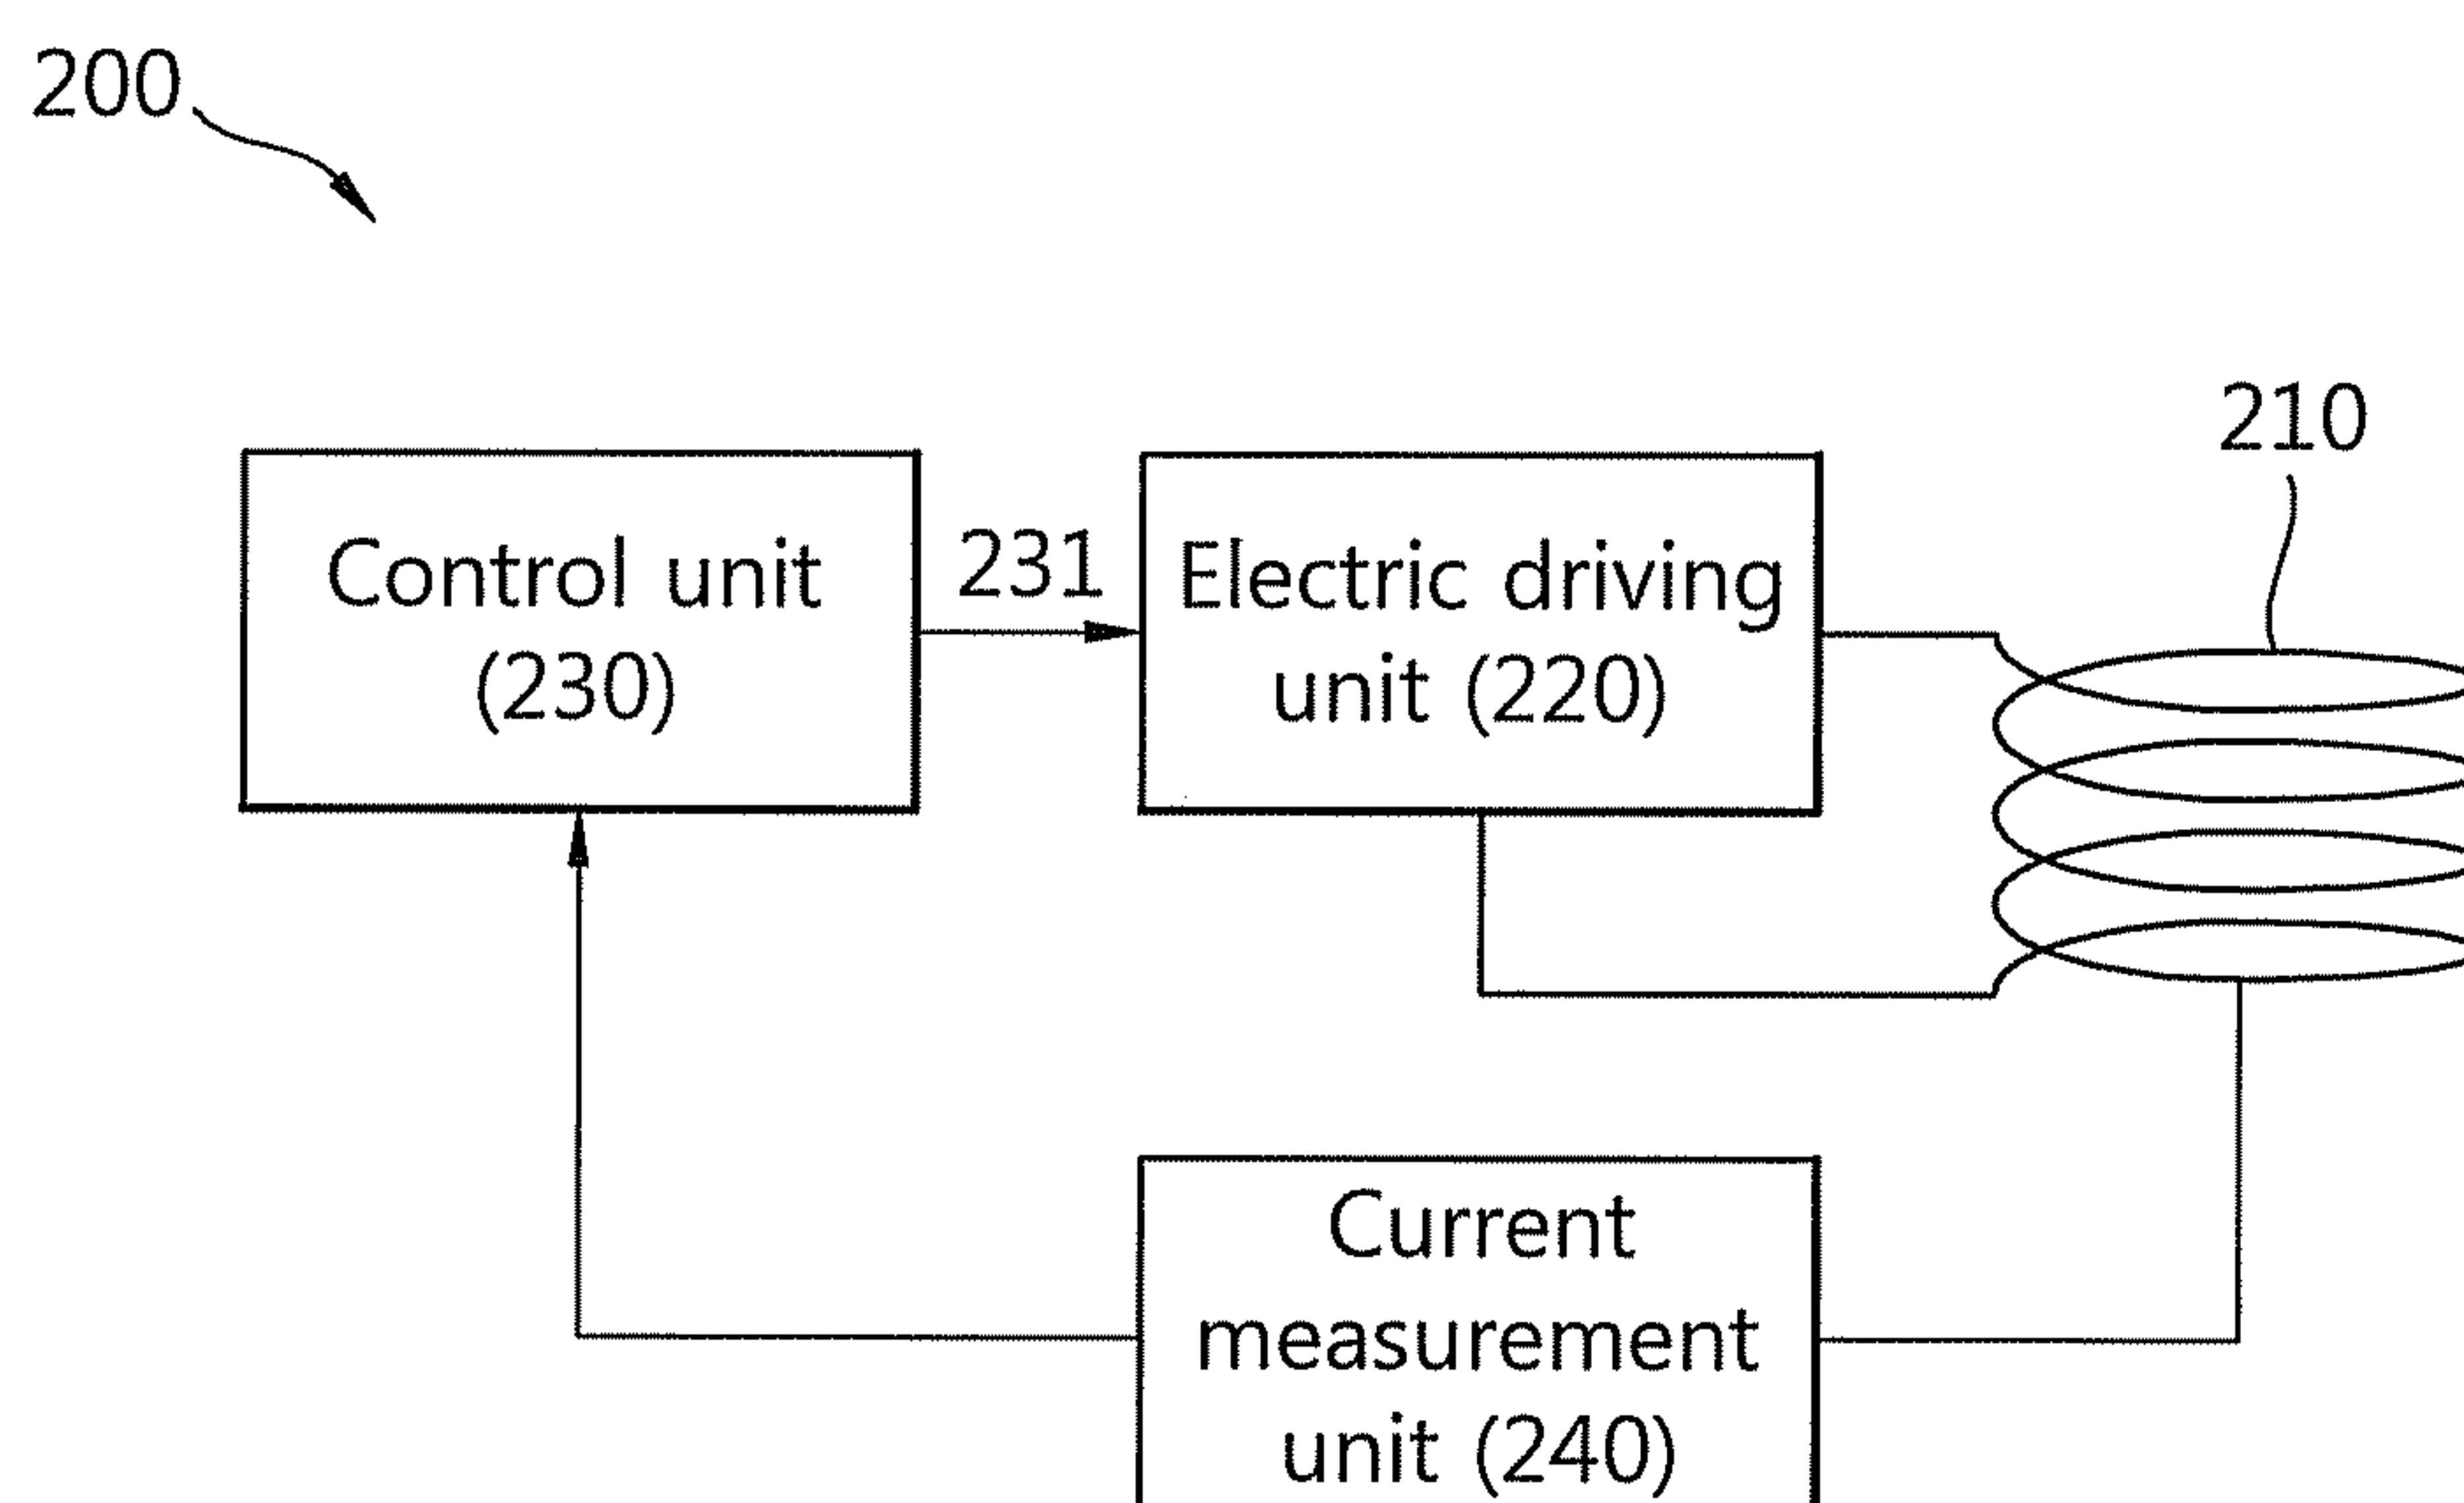 200
210
Control unit
(230)
231
Electric driving
unit (220)
Current
measurement
unit (240)